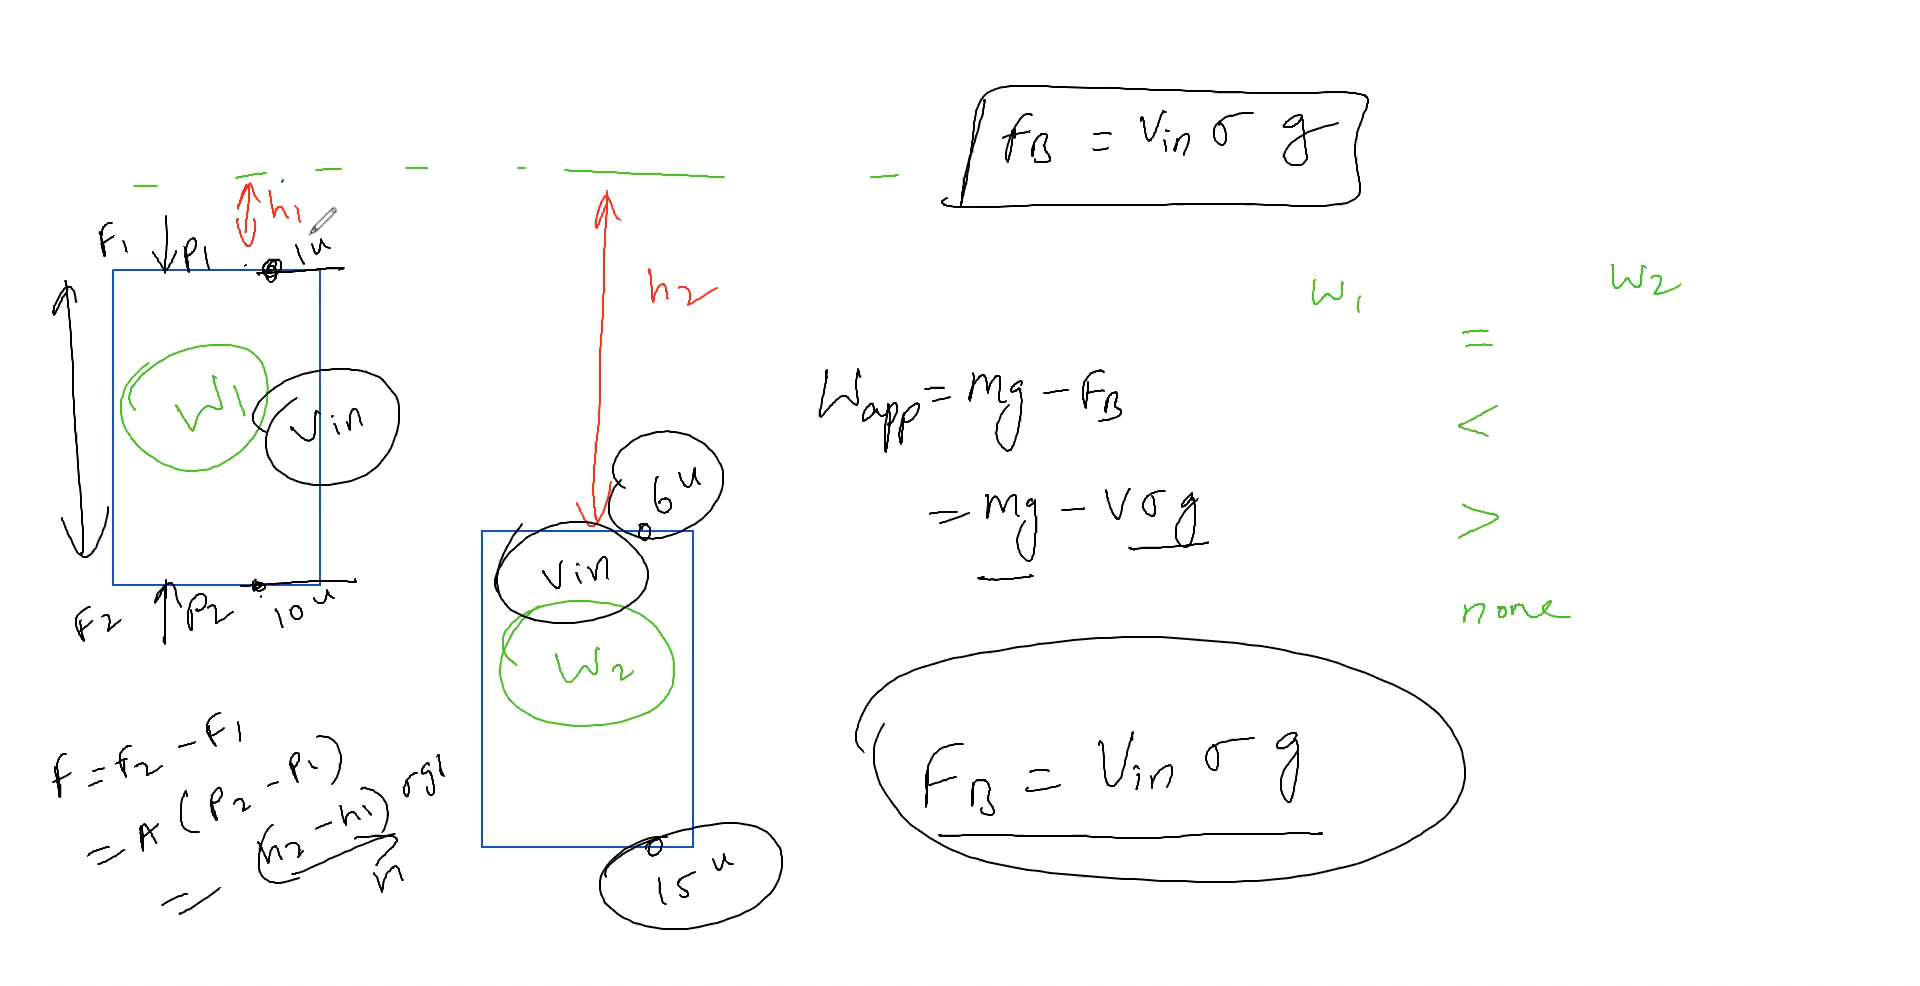 F_B = V_in σ g
h1
F1
P1
1u
W1
Vin
F2
P2
10u
h2
6u
Vin
W2
15u
W_app = mg - F_B
= mg - Vσg
W1
W2
=
<
>
none
F = F2 - F1
= A (P2 - P1)
= (h2 - h1) σg
h
F_B = V_in σ g